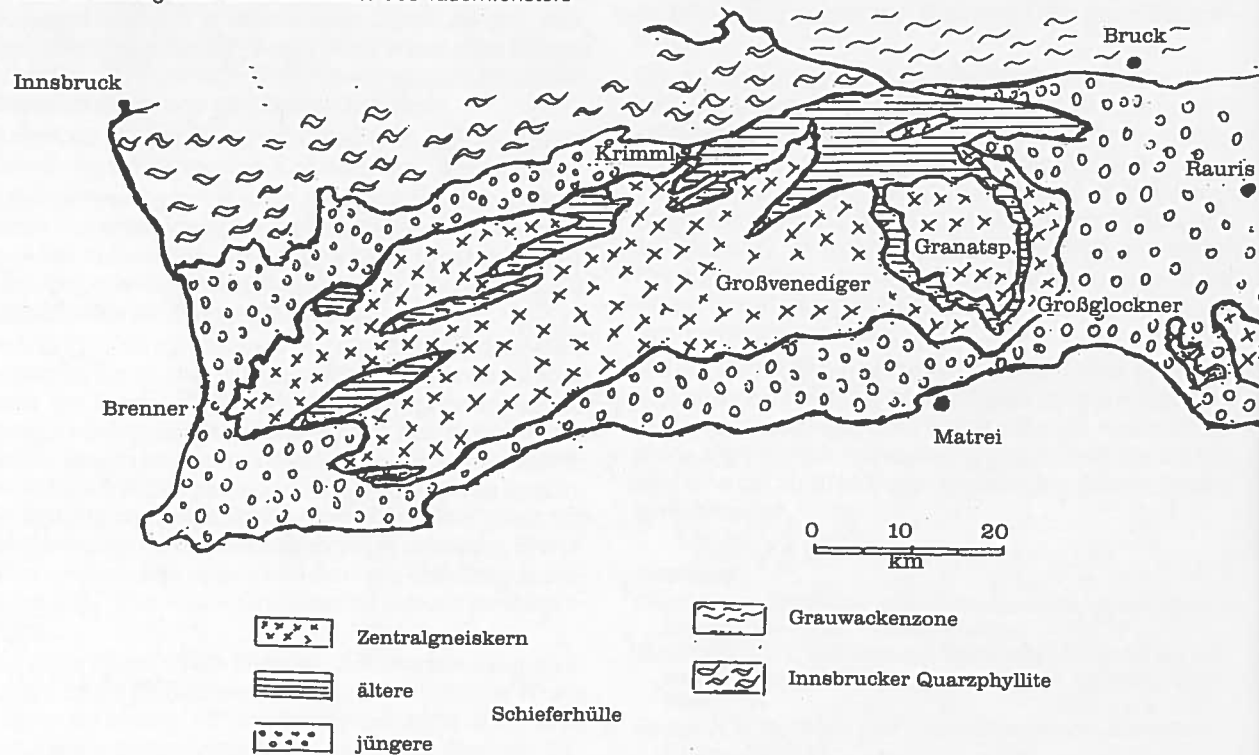 Innsbruck
Bruck
Krimml
Rauris
Granatsp.
Großvenediger
Großglockner
Brenner
Matrei
0 10 20
km
Zentralgneiskern
ältere
Schieferhülle
jüngere
Grauwackenzone
Innsbrucker Quarzphyllite